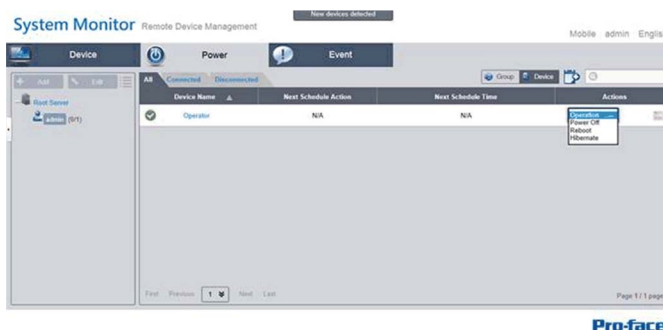 New devices detected
System Monitor Remote Device Management
Mobile admin Englis
Device Power Event
+ Add Edit All Connected Disconnected Group Device
Device Name Next Schedule Action Next Schedule Time Actions
Root Server
admin (0/1)
Operator N/A N/A Operation
Power Off
Reboot
Hibernate
First Previous 1 Next Last Page 1 / 1 page
Pro-face